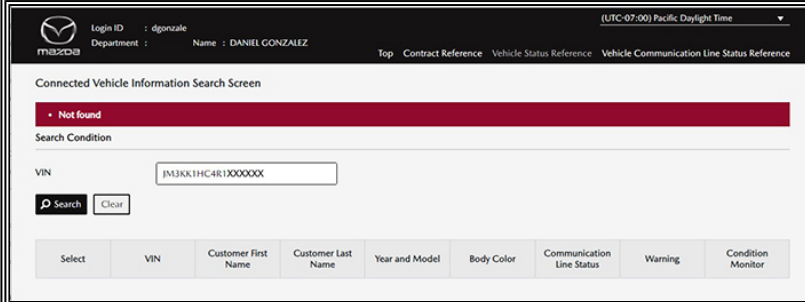 (UTC-07:00) Pacific Daylight Time
Login ID : dgonzale
Department : Name : DANIEL GONZALEZ
mazda
Top Contract Reference Vehicle Status Reference Vehicle Communication Line Status Reference
Connected Vehicle Information Search Screen
• Not found
Search Condition
VIN JM3KK1HC4R1XXXXXX
Search Clear
Select VIN Customer First Name Customer Last Name Year and Model Body Color Communication Line Status Warning Condition Monitor